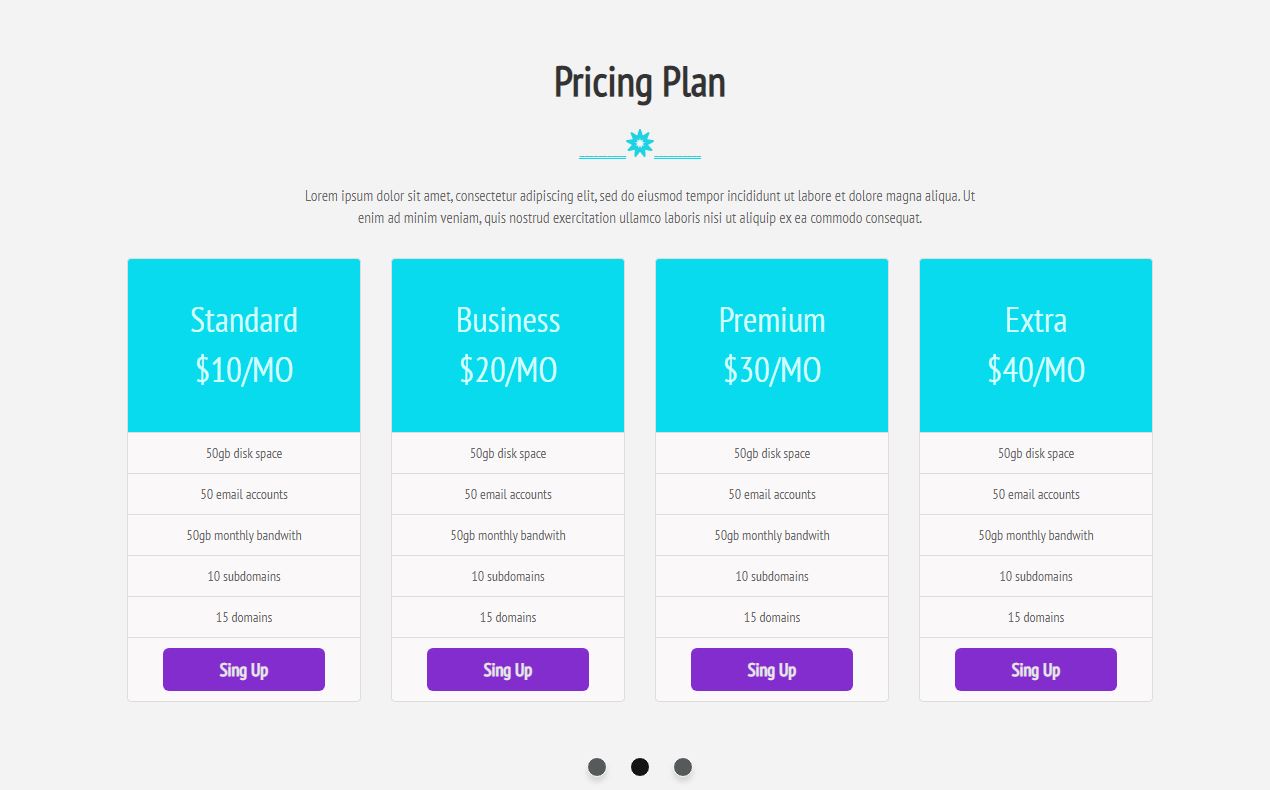 Pricing Plan
Lorem ipsum dolor sit amet, consectetur adipiscing elit, sed do eiusmod tempor incididunt ut labore et dolore magna aliqua. Ut
enim ad minim veniam, quis nostrud exercitation ullamco laboris nisi ut aliquip ex ea commodo consequat.
Standard
$10/MO
50gb disk space
50 email accounts
50gb monthly bandwith
10 subdomains
15 domains
Sing Up
Business
$20/MO
50gb disk space
50 email accounts
50gb monthly bandwith
10 subdomains
15 domains
Sing Up
Premium
$30/MO
50gb disk space
50 email accounts
50gb monthly bandwith
10 subdomains
15 domains
Sing Up
Extra
$40/MO
50gb disk space
50 email accounts
50gb monthly bandwith
10 subdomains
15 domains
Sing Up